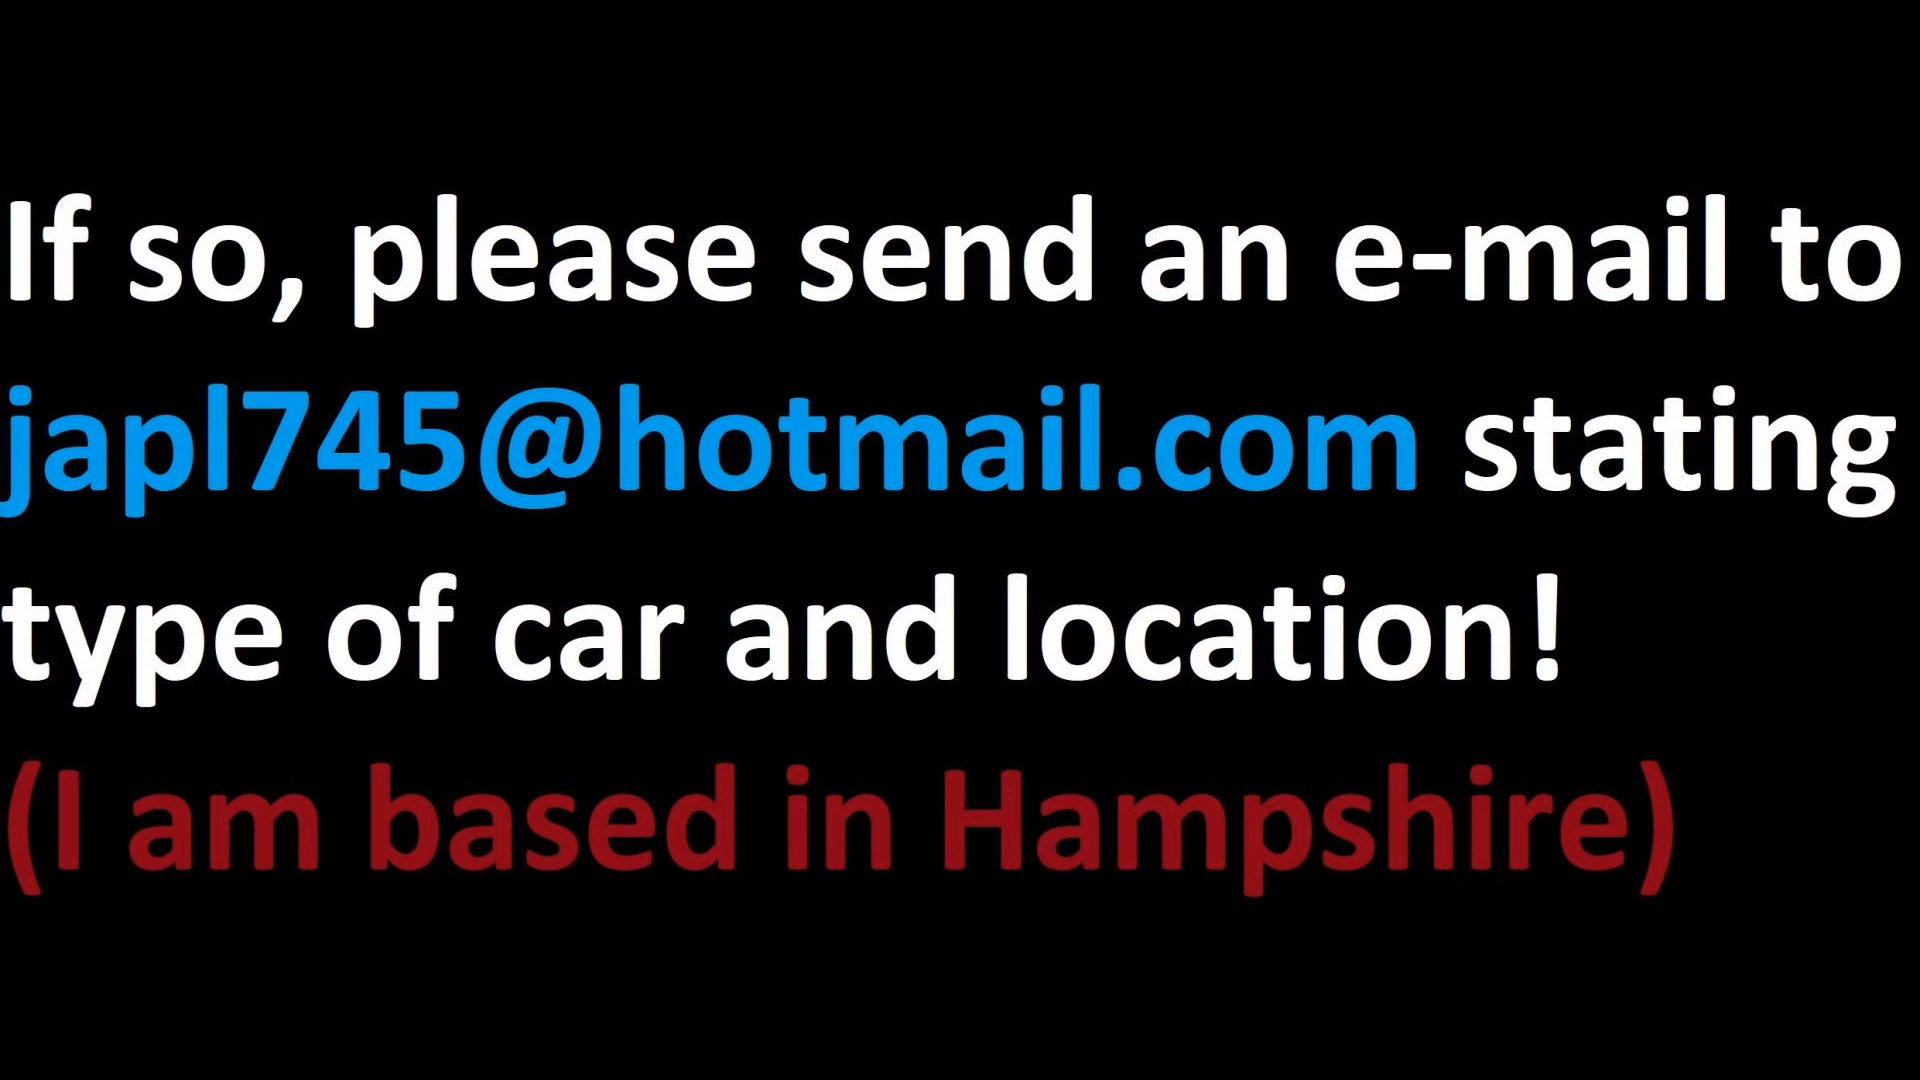 If so, please send an e-mail to
japl745@hotmail.com stating
type of car and location!
(I am based in Hampshire)